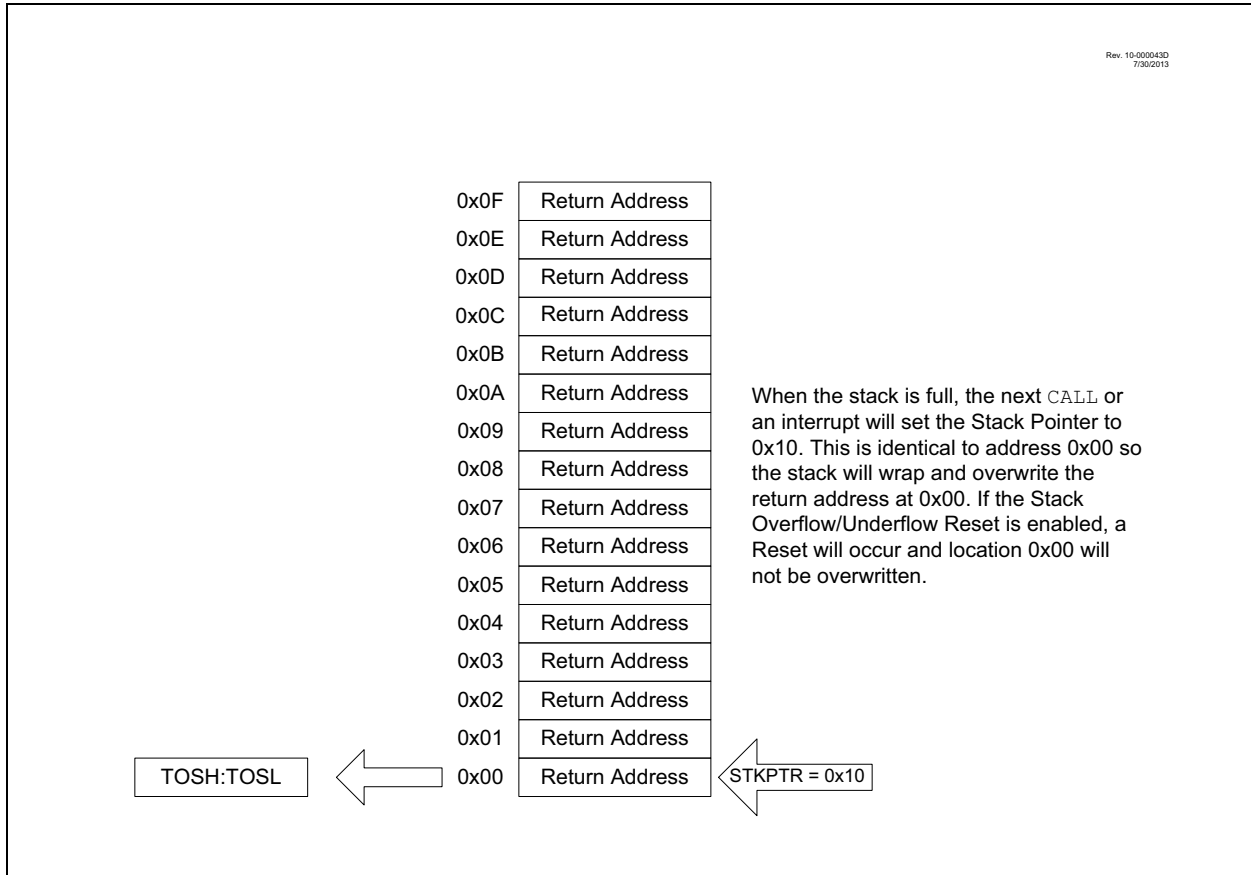 Rev. 10-000043D
7/30/2013
0x0F Return Address
0x0E Return Address
0x0D Return Address
0x0C Return Address
0x0B Return Address
0x0A Return Address
0x09 Return Address
0x08 Return Address
0x07 Return Address
0x06 Return Address
0x05 Return Address
0x04 Return Address
0x03 Return Address
0x02 Return Address
0x01 Return Address
TOSH:TOSL 0x00 Return Address STKPTR = 0x10
When the stack is full, the next CALL or
an interrupt will set the Stack Pointer to
0x10. This is identical to address 0x00 so
the stack will wrap and overwrite the
return address at 0x00. If the Stack
Overflow/Underflow Reset is enabled, a
Reset will occur and location 0x00 will
not be overwritten.